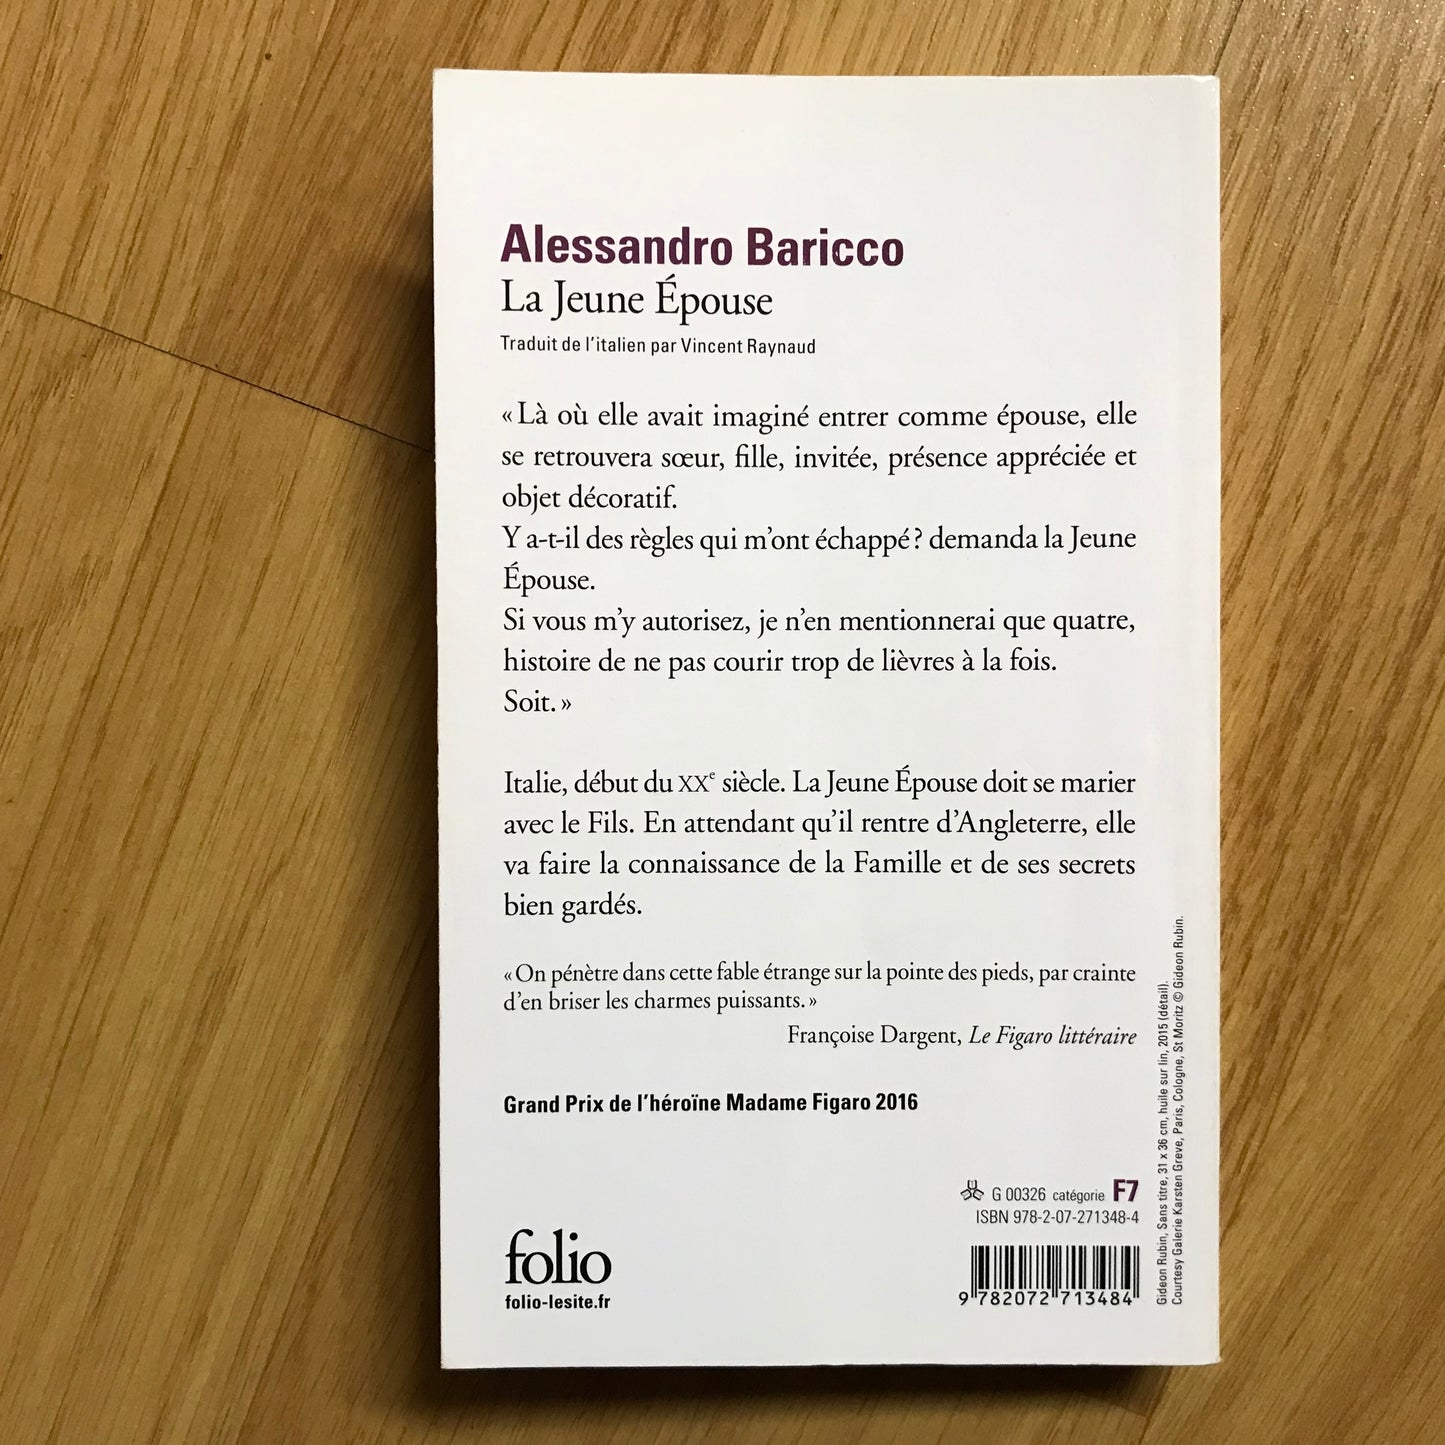 Alessandro Baricco
La Jeune Épouse
Traduit de l'italien par Vincent Raynaud
« Là où elle avait imaginé entrer comme épouse, elle
se retrouvera sœur, fille, invitée, présence appréciée et
objet décoratif.
Y a-t-il des règles qui m'ont échappé ? demanda la Jeune
Épouse.
Si vous m'y autorisez, je n'en mentionnerai que quatre,
histoire de ne pas courir trop de lièvres à la fois.
Soit. »
Italie, début du XXe siècle. La Jeune Épouse doit se marier
avec le Fils. En attendant qu'il rentre d'Angleterre, elle
va faire la connaissance de la Famille et de ses secrets
bien gardés.
« On pénètre dans cette fable étrange sur la pointe des pieds, par crainte
d'en briser les charmes puissants. »
Françoise Dargent, Le Figaro littéraire
Grand Prix de l'héroïne Madame Figaro 2016
G 00326 catégorie F7
ISBN 978-2-07-271348-4
folio
folio-lesite.fr
9 782072 713484
Gideon Rubin, Sans titre, 31 x 36 cm, huile sur lin, 2015 (détail).
Courtesy Galerie Karsten Greve, Paris, Cologne, St Moritz © Gideon Rubin.